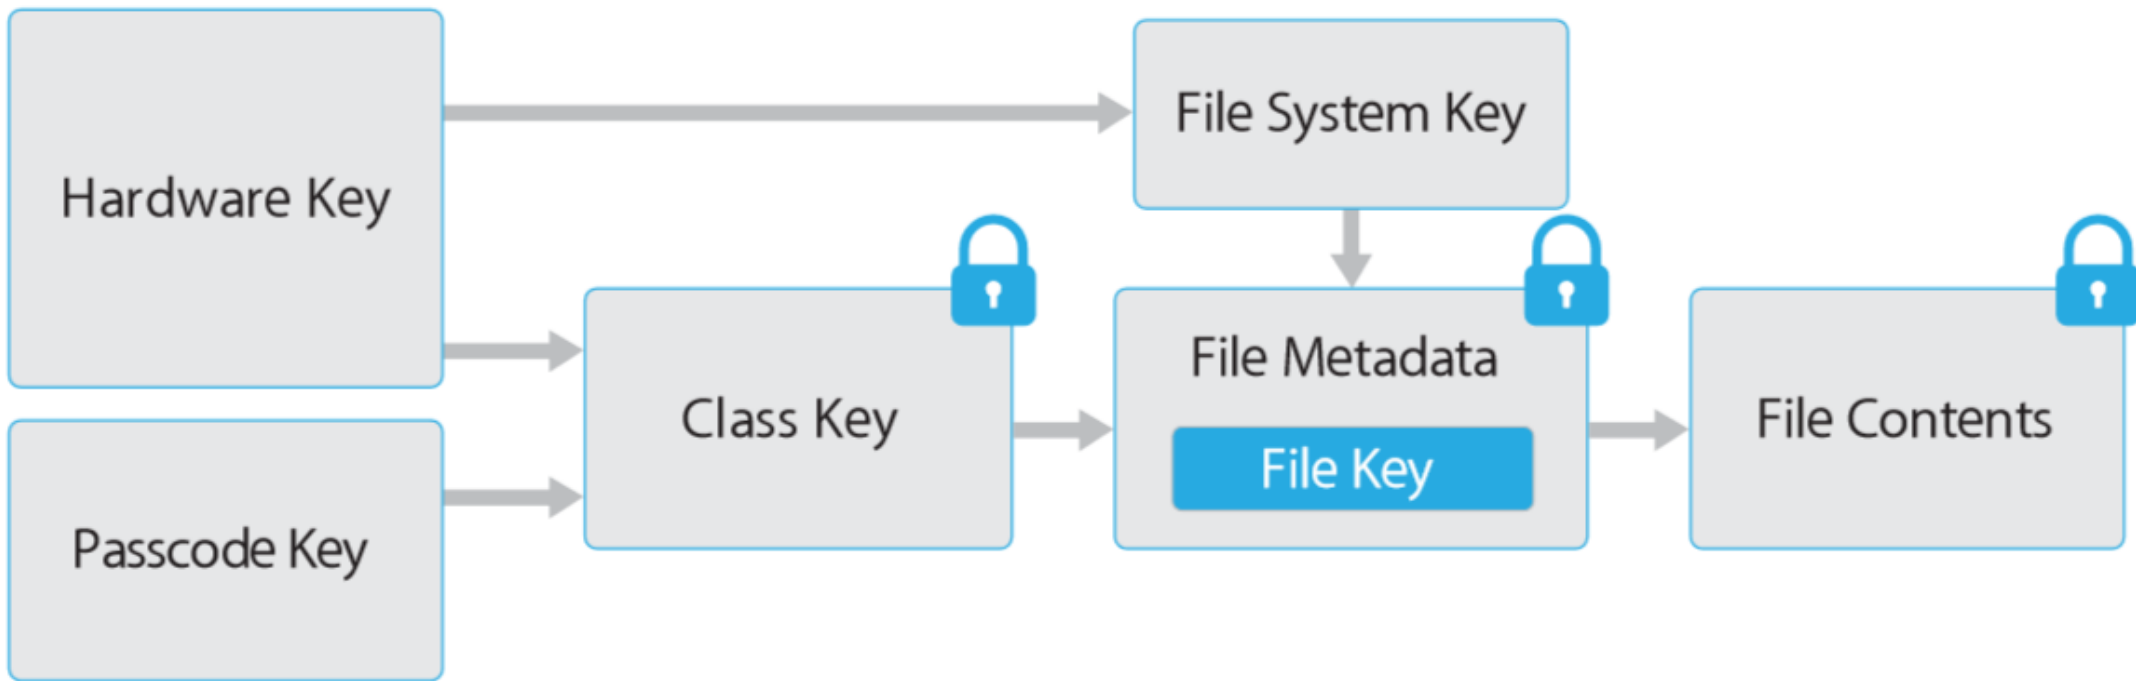 Hardware Key
File System Key
Class Key
File Metadata
File Key
File Contents
Passcode Key